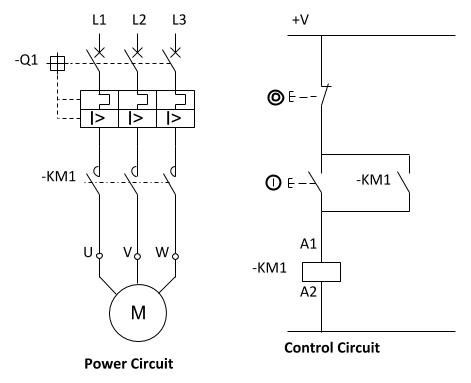 L1 L2 L3
-Q1
I> I> I>
-KM1
U V W
M
Power Circuit
+V
O E
I E
-KM1
A1
-KM1
A2
Control Circuit